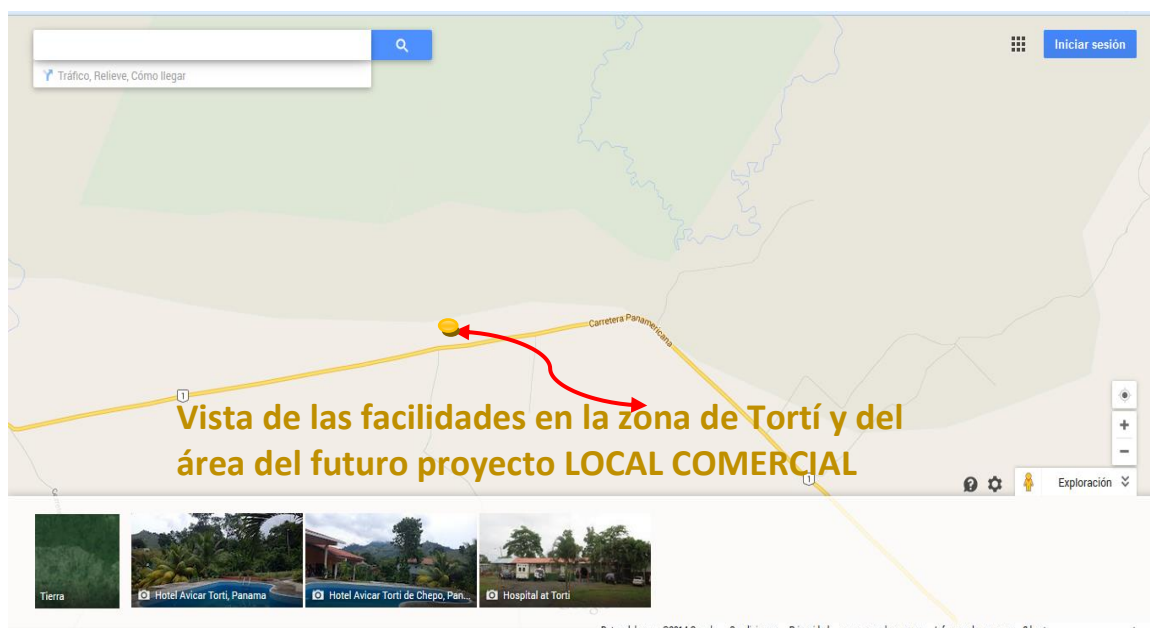 Iniciar sesión
Tráfico, Relieve, Cómo llegar
Carretera Panamericana
1
Vista de las facilidades en la zona de Tortí y del
área del futuro proyecto LOCAL COMERCIAL
+
-
1
Exploración
Tierra
Hotel Avicar Torti, Panama
Hotel Avicar Torti de Chepo, Pan...
Hospital at Torti